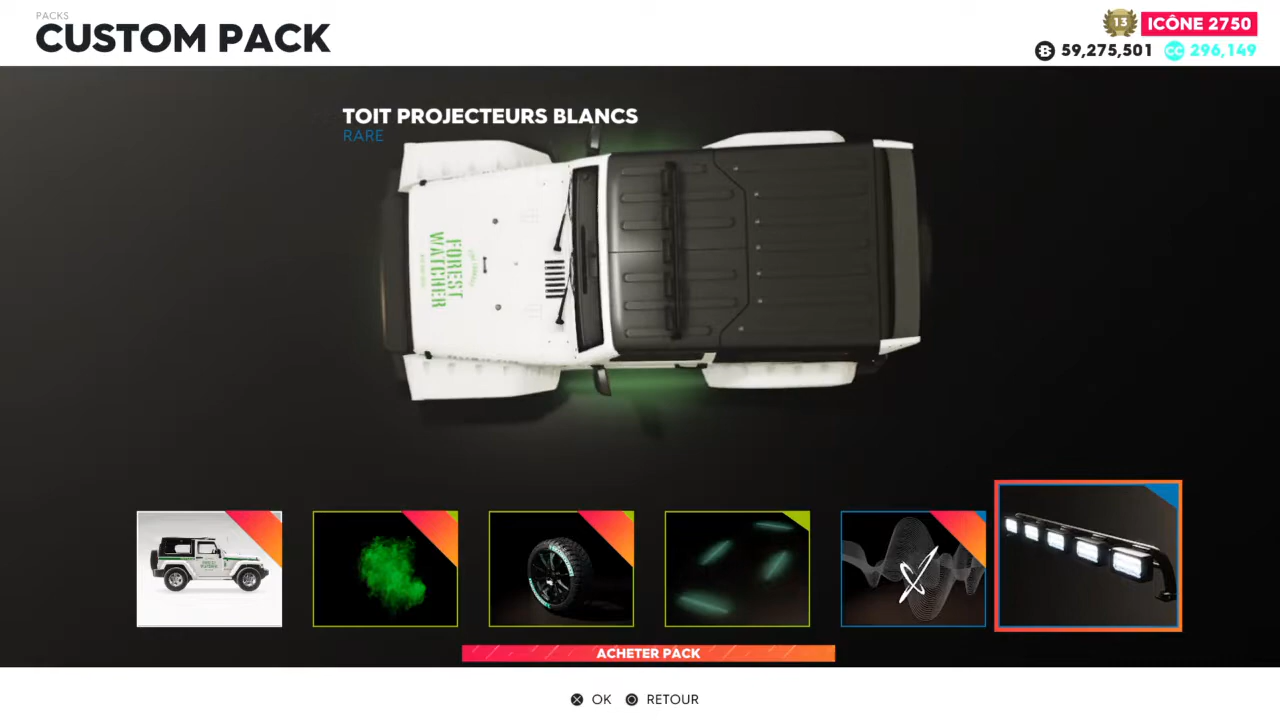 PACKS
CUSTOM PACK
13 ICÔNE 2750
59,275,501 CC 296,149
TOIT PROJECTEURS BLANCS
RARE
FOREST
WATCHER
ACHETER PACK
OK RETOUR